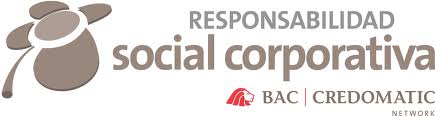 RESPONSABILIDAD
social corporativa
BAC | CREDOMATIC
NETWORK